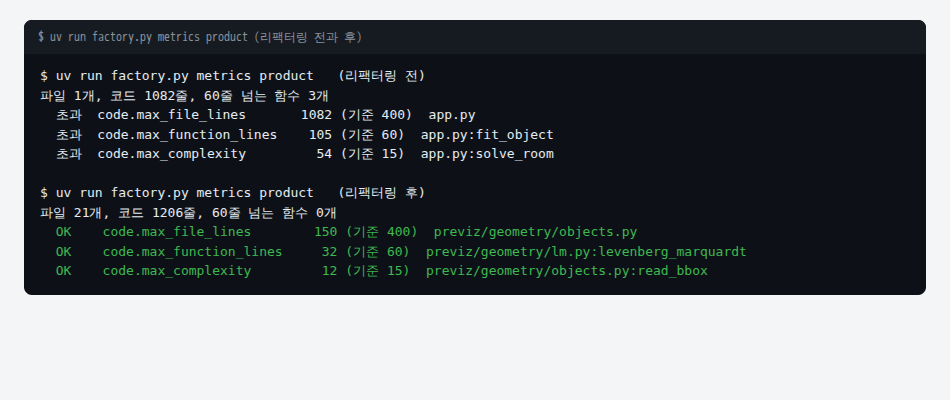 $ uv run factory.py metrics product (리팩터링 전과 후)
$ uv run factory.py metrics product   (리팩터링 전)
파일 1개, 코드 1082줄, 60줄 넘는 함수 3개
  초과  code.max_file_lines       1082 (기준 400)  app.py
  초과  code.max_function_lines    105 (기준 60)  app.py:fit_object
  초과  code.max_complexity         54 (기준 15)  app.py:solve_room
$ uv run factory.py metrics product   (리팩터링 후)
파일 21개, 코드 1206줄, 60줄 넘는 함수 0개
  OK    code.max_file_lines        150 (기준 400)  previz/geometry/objects.py
  OK    code.max_function_lines     32 (기준 60)  previz/geometry/lm.py:levenberg_marquardt
  OK    code.max_complexity         12 (기준 15)  previz/geometry/objects.py:read_bbox